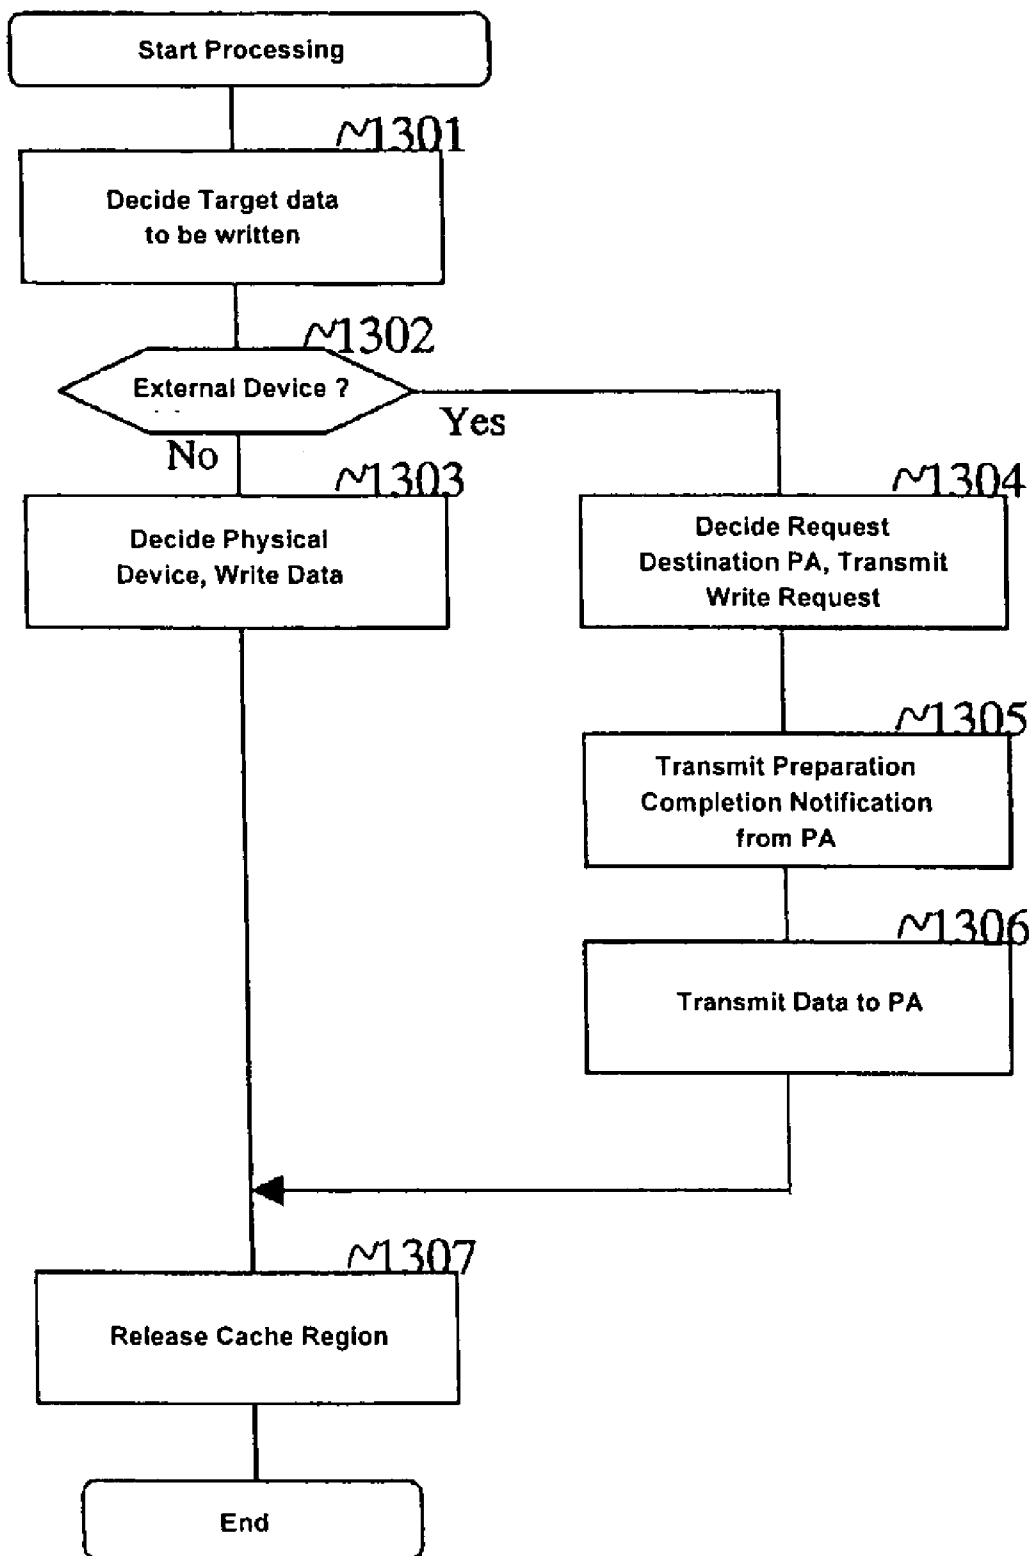 Start Processing
~1301
Decide Target data
to be written
~1302
External Device ?
Yes
No
~1303
Decide Physical
Device, Write Data
~1304
Decide Request
Destination PA, Transmit
Write Request
~1305
Transmit Preparation
Completion Notification
from PA
~1306
Transmit Data to PA
~1307
Release Cache Region
End